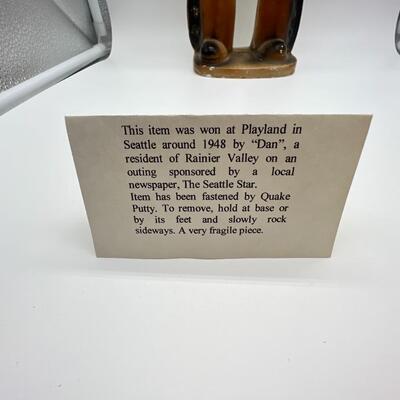 This item was won at Playland in
Seattle around 1948 by “Dan”, a
resident of Rainier Valley on an
outing sponsored by a local
newspaper, The Seattle Star.
Item has been fastened by Quake
Putty. To remove, hold at base or
by its feet and slowly rock
sideways. A very fragile piece.